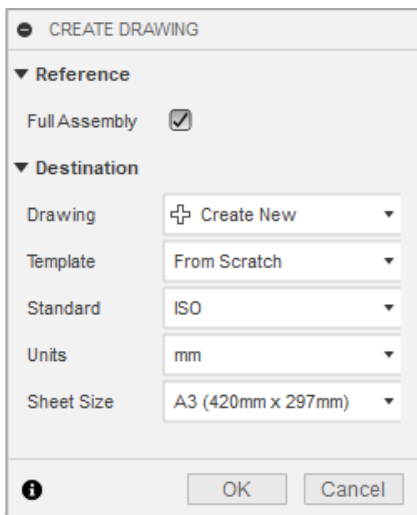 CREATE DRAWING
Reference
Full Assembly
Destination
Drawing Create New
Template From Scratch
Standard ISO
Units mm
Sheet Size A3 (420mm x 297mm)
OK Cancel